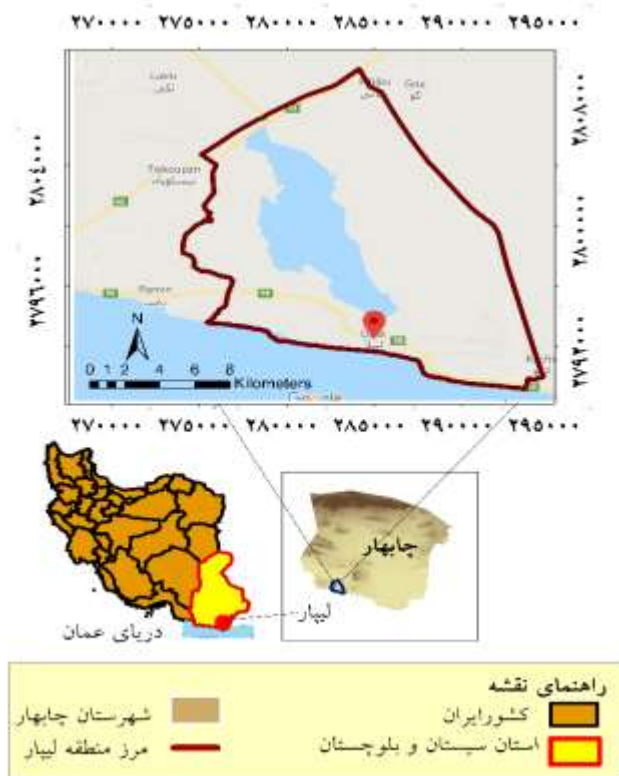 ۲۷۰۰۰۰ ۲۷۵۰۰۰ ۲۸۰۰۰۰ ۲۸۵۰۰۰ ۲۹۰۰۰۰ ۲۹۵۰۰۰
۲۸۰۴۰۰۰
۲۷۹۶۰۰۰
۲۸۰۸۰۰۰
۲۸۰۰۰۰۰
۲۷۹۲۰۰۰
Ramin
N
0 1 2 4 6 8
Kilometers
۲۷۰۰۰۰ ۲۷۵۰۰۰ ۲۸۰۰۰۰ ۲۸۵۰۰۰ ۲۹۰۰۰۰ ۲۹۵۰۰۰
چابهار
لیپار
دریای عمان
راهنمای نقشه
کشورایران
استان سیستان و بلوچستان
شهرستان چابهار
مرز منطقه لیپار